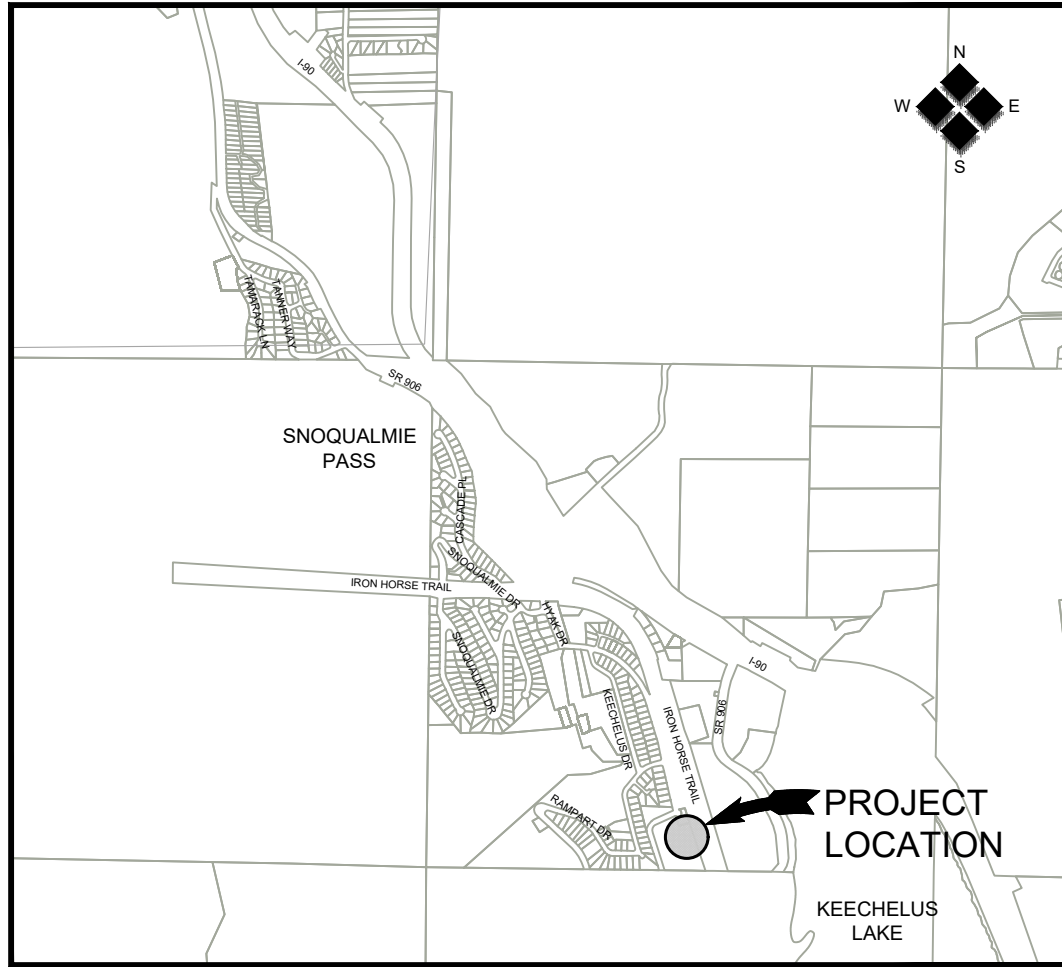 I-90
N
W
E
S
TAMARACK LN
TANNER WAY
SR 906
SNOQUALMIE
PASS
CASCADE PL
SNOQUALMIE DR
IRON HORSE TRAIL
HYAK DR
SNOQUALMIE DR
I-90
KEECHELUS DR
IRON HORSE TRAIL
SR 906
RAMPART DR
PROJECT
LOCATION
KEECHELUS
LAKE